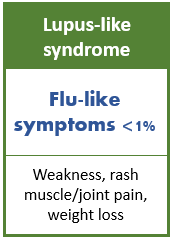 Lupus-like
syndrome
Flu-like
symptoms <1%
Weakness, rash
muscle/joint pain,
weight loss